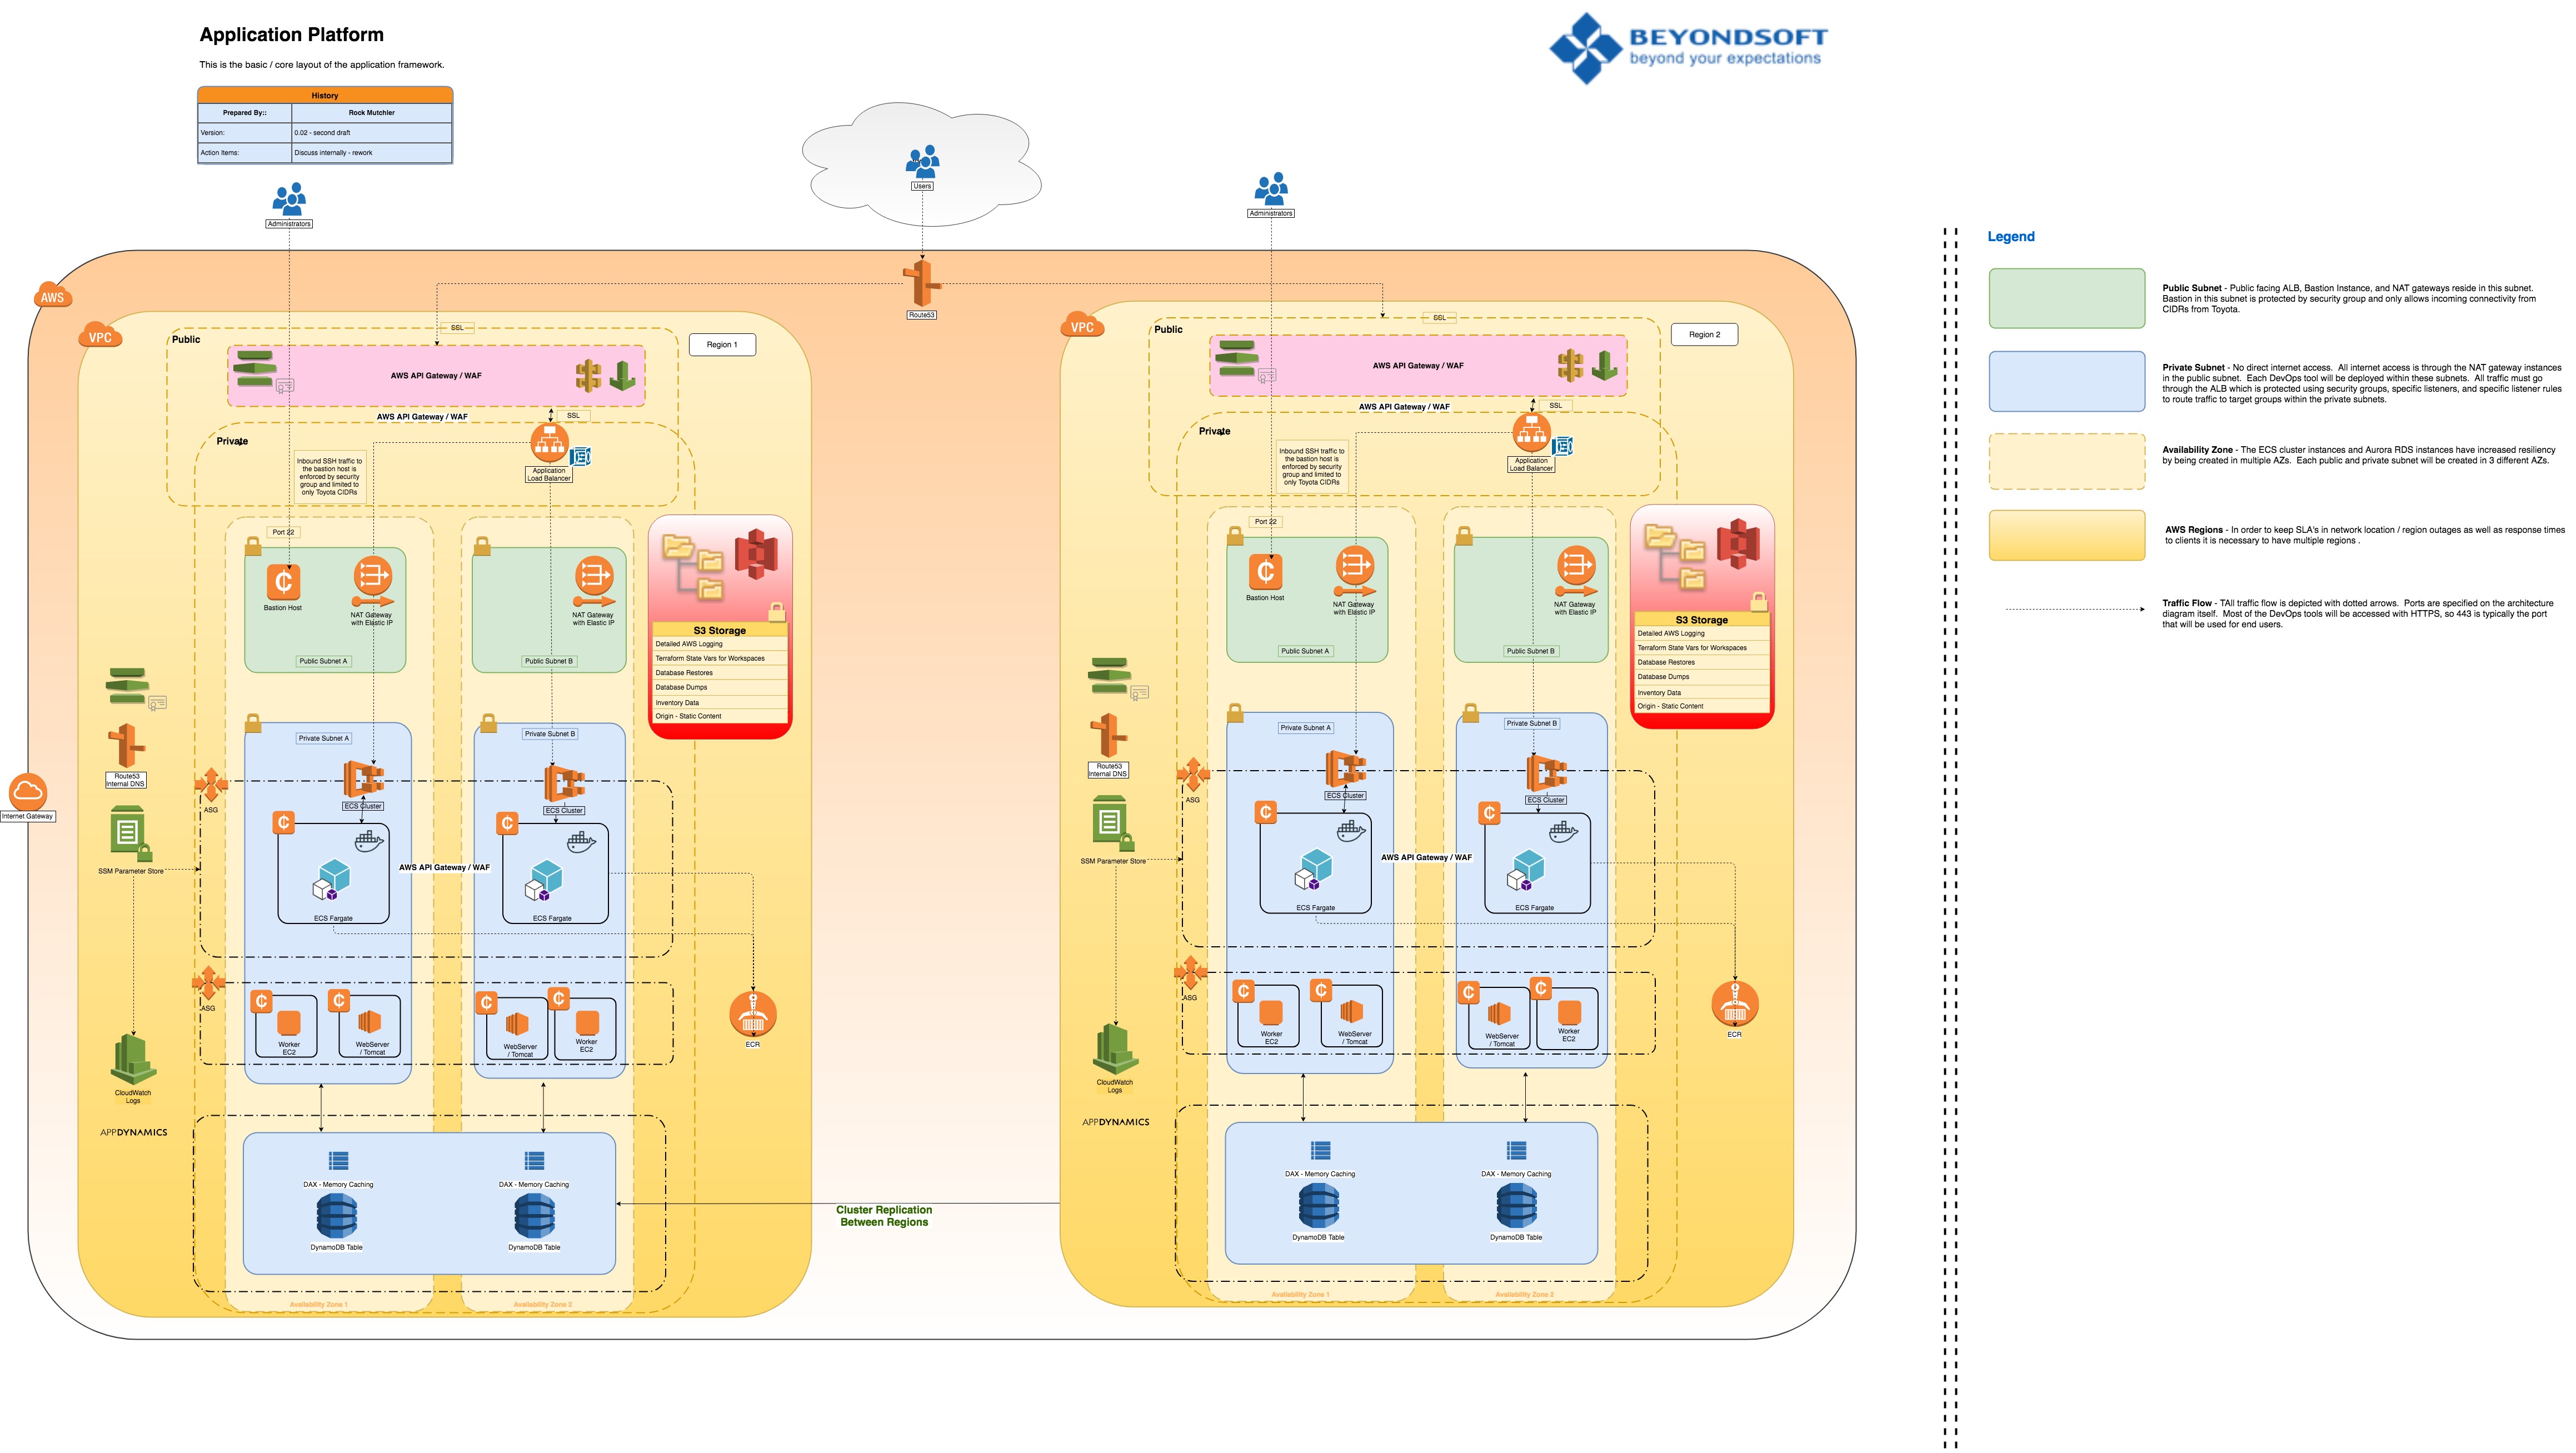 Application Platform
This is the basic / core layout of the application framework.
BEYONDSOFT
beyond your expectations
History
Prepared By:: Rock Mutchler
Version: 0.02 - second draft
Action Items: Discuss internally - rework
Administrators
Users
Administrators
AWS
Route53
VPC
Public
SSL
Region 1
AWS API Gateway / WAF
AWS API Gateway / WAF
SSL
Private
Inbound SSH traffic to
the bastion host is
enforced by security
group and limited to
only Toyota CIDRs
Application
Load Balancer
Port 22
Bastion Host
NAT Gateway
with Elastic IP
Public Subnet A
NAT Gateway
with Elastic IP
Public Subnet B
S3 Storage
Detailed AWS Logging
Terraform State Vars for Workspaces
Database Restores
Database Dumps
Inventory Data
Origin - Static Content
Route53
Internal DNS
Internet Gateway
SSM Parameter Store
CloudWatch
Logs
APPDYNAMICS
Private Subnet A
Private Subnet B
ASG
ECS Cluster
ECS Cluster
AWS API Gateway / WAF
ECS Fargate
ECS Fargate
ASG
Worker
EC2
WebServer
/ Tomcat
WebServer
/ Tomcat
Worker
EC2
ECR
DAX - Memory Caching
DAX - Memory Caching
DynamoDB Table
DynamoDB Table
Availability Zone 1
Availability Zone 2
Cluster Replication
Between Regions
VPC
Public
SSL
Region 2
AWS API Gateway / WAF
AWS API Gateway / WAF
SSL
Private
Inbound SSH traffic to
the bastion host is
enforced by security
group and limited to
only Toyota CIDRs
Application
Load Balancer
Port 22
Bastion Host
NAT Gateway
with Elastic IP
Public Subnet A
NAT Gateway
with Elastic IP
Public Subnet B
S3 Storage
Detailed AWS Logging
Terraform State Vars for Workspaces
Database Restores
Database Dumps
Inventory Data
Origin - Static Content
Route53
Internal DNS
SSM Parameter Store
CloudWatch
Logs
APPDYNAMICS
Private Subnet A
Private Subnet B
ASG
ECS Cluster
ECS Cluster
AWS API Gateway / WAF
ECS Fargate
ECS Fargate
ASG
Worker
EC2
WebServer
/ Tomcat
WebServer
/ Tomcat
Worker
EC2
ECR
DAX - Memory Caching
DAX - Memory Caching
DynamoDB Table
DynamoDB Table
Availability Zone 1
Availability Zone 2
Legend
Public Subnet - Public facing ALB, Bastion Instance, and NAT gateways reside in this subnet.
Bastion in this subnet is protected by security group and only allows incoming connectivity from
CIDRs from Toyota.
Private Subnet - No direct internet access. All internet access is through the NAT gateway instances
in the public subnet. Each DevOps tool will be deployed within these subnets. All traffic must go
through the ALB which is protected using security groups, specific listeners, and specific listener rules
to route traffic to target groups within the private subnets.
Availability Zone - The ECS cluster instances and Aurora RDS instances have increased resiliency
by being created in multiple AZs. Each public and private subnet will be created in 3 different AZs.
AWS Regions - In order to keep SLA's in network location / region outages as well as response times
to clients it is necessary to have multiple regions .
Traffic Flow - TAll traffic flow is depicted with dotted arrows. Ports are specified on the architecture
diagram itself. Most of the DevOps tools will be accessed with HTTPS, so 443 is typically the port
that will be used for end users.